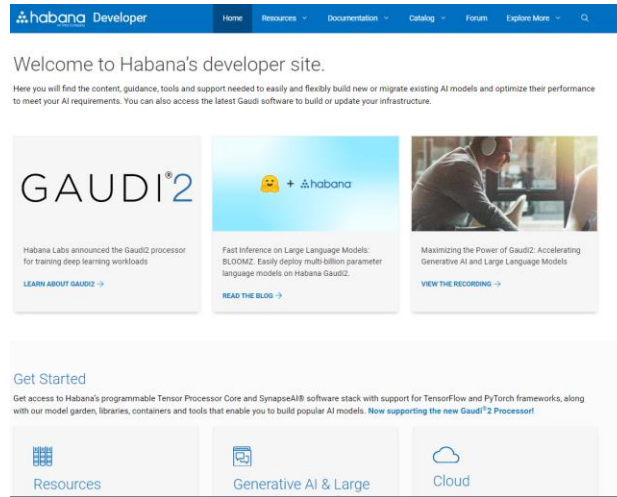 habana Developer
Home Resources Documentation Catalog Forum Explore More
Welcome to Habana's developer site.
Here you will find the content, guidance, tools and support needed to easily and flexibly build new or migrate existing AI models and optimize their performance
to meet your AI requirements. You can also access the latest Gaudi software to build or update your infrastructure.
GAUDI®2
+ habana
Habana Labs announced the Gaudi2 processor
for training deep learning workloads
LEARN ABOUT GAUDI2 →
Fast Inference on Large Language Models:
BLOOMZ. Easily deploy multi-billion parameter
language models on Habana Gaudi2.
READ THE BLOG →
Maximizing the Power of Gaudi2: Accelerating
Generative AI and Large Language Models
VIEW THE RECORDING →
Get Started
Get access to Habana's programmable Tensor Processor Core and SynapseAI® software stack with support for TensorFlow and PyTorch frameworks, along
with our model garden, libraries, containers and tools that enable you to build popular AI models. Now supporting the new Gaudi®2 Processor!
Resources
Generative AI & Large
Cloud